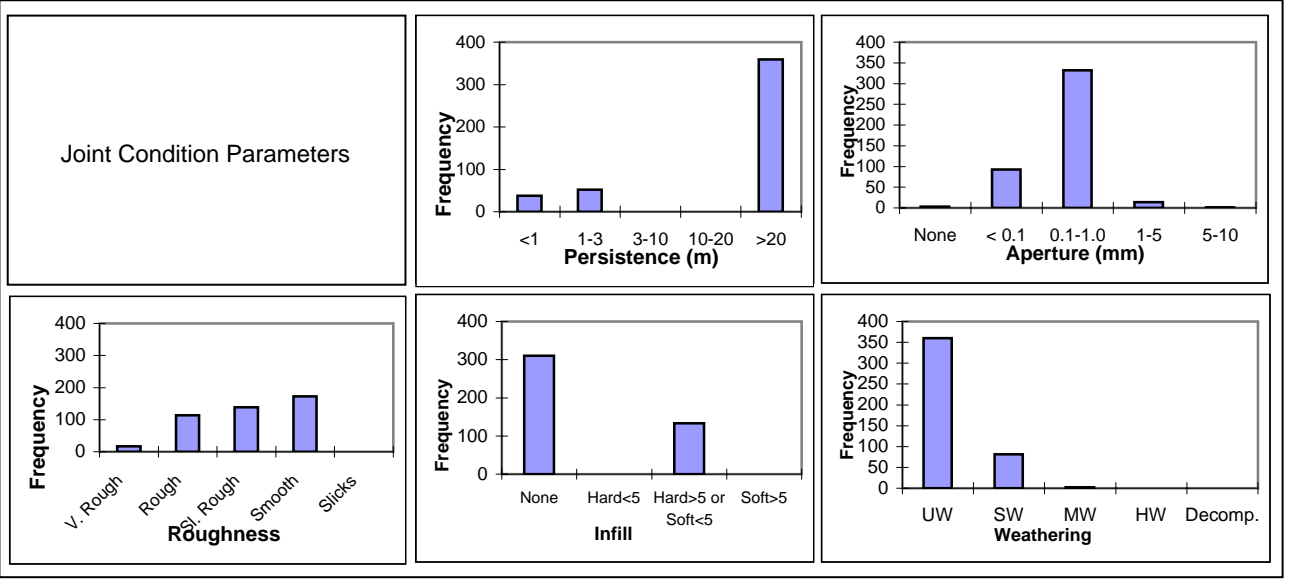 Joint Condition Parameters
Frequency
400
300
200
100
0
<1 1-3 3-10 10-20 >20
Persistence (m)
Frequency
400
350
300
250
200
150
100
50
0
None < 0.1 0.1-1.0 1-5 5-10
Aperture (mm)
Frequency
400
300
200
100
0
V. Rough Rough Sl. Rough Smooth Slicks
Roughness
Frequency
400
300
200
100
0
None Hard<5 Hard>5 or Soft>5
Soft<5
Infill
Frequency
400
350
300
250
200
150
100
50
0
UW SW MW HW Decomp.
Weathering